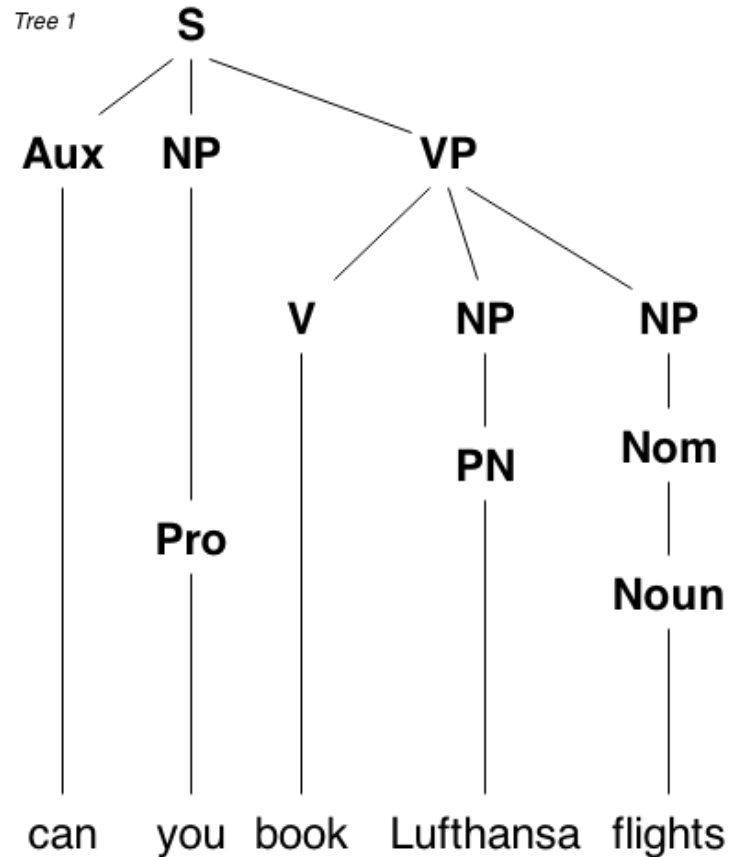 Tree 1
S
Aux NP VP
V NP NP
PN Nom
Pro
Noun
can you book Lufthansa flights